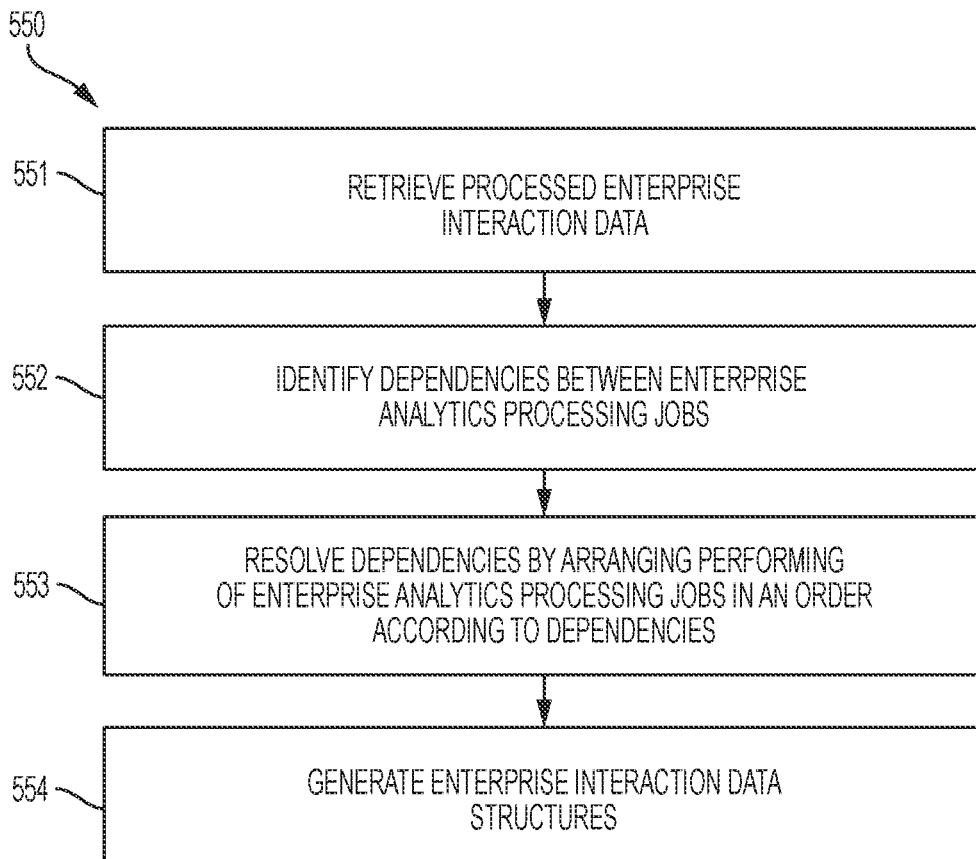 550
551
RETRIEVE PROCESSED ENTERPRISE
INTERACTION DATA
552
IDENTIFY DEPENDENCIES BETWEEN ENTERPRISE
ANALYTICS PROCESSING JOBS
553
RESOLVE DEPENDENCIES BY ARRANGING PERFORMING
OF ENTERPRISE ANALYTICS PROCESSING JOBS IN AN ORDER
ACCORDING TO DEPENDENCIES
554
GENERATE ENTERPRISE INTERACTION DATA
STRUCTURES